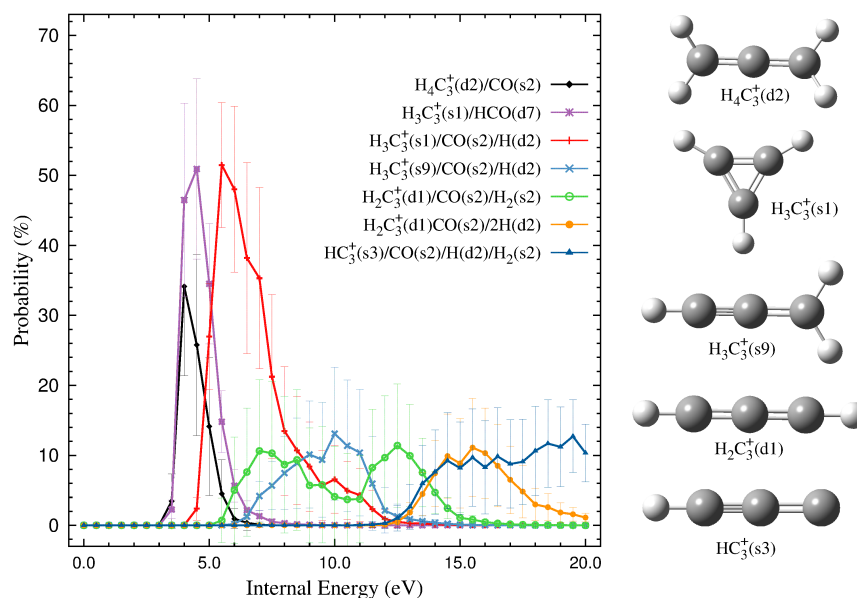 70
60
50
40
30
20
10
0
Probability (%)
0.0 5.0 10.0 15.0 20.0
Internal Energy (eV)
H₄C₃⁺(d2)/CO(s2)
H₃C₃⁺(s1)/HCO(d7)
H₃C₃⁺(s1)/CO(s2)/H(d2)
H₃C₃⁺(s9)/CO(s2)/H(d2)
H₂C₃⁺(d1)/CO(s2)/H₂(s2)
H₂C₃⁺(d1)CO(s2)/2H(d2)
HC₃⁺(s3)/CO(s2)/H(d2)/H₂(s2)
H₄C₃⁺(d2)
H₃C₃⁺(s1)
H₃C₃⁺(s9)
H₂C₃⁺(d1)
HC₃⁺(s3)